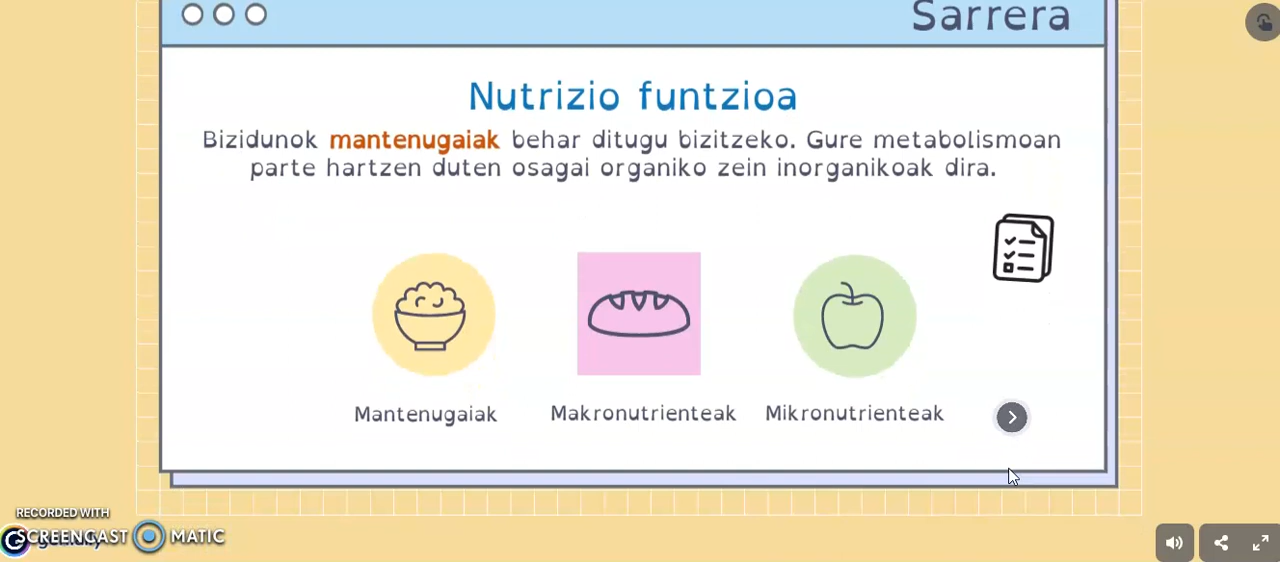 Sarrera
Nutrizio funtzioa
Bizidunok mantenugaiak behar ditugu bizitzeko. Gure metabolismoan
parte hartzen duten osagai organiko zein inorganikoak dira.
Mantenugaiak
Makronutrienteak
Mikronutrienteak
RECORDED WITH
SCREENCAST MATIC